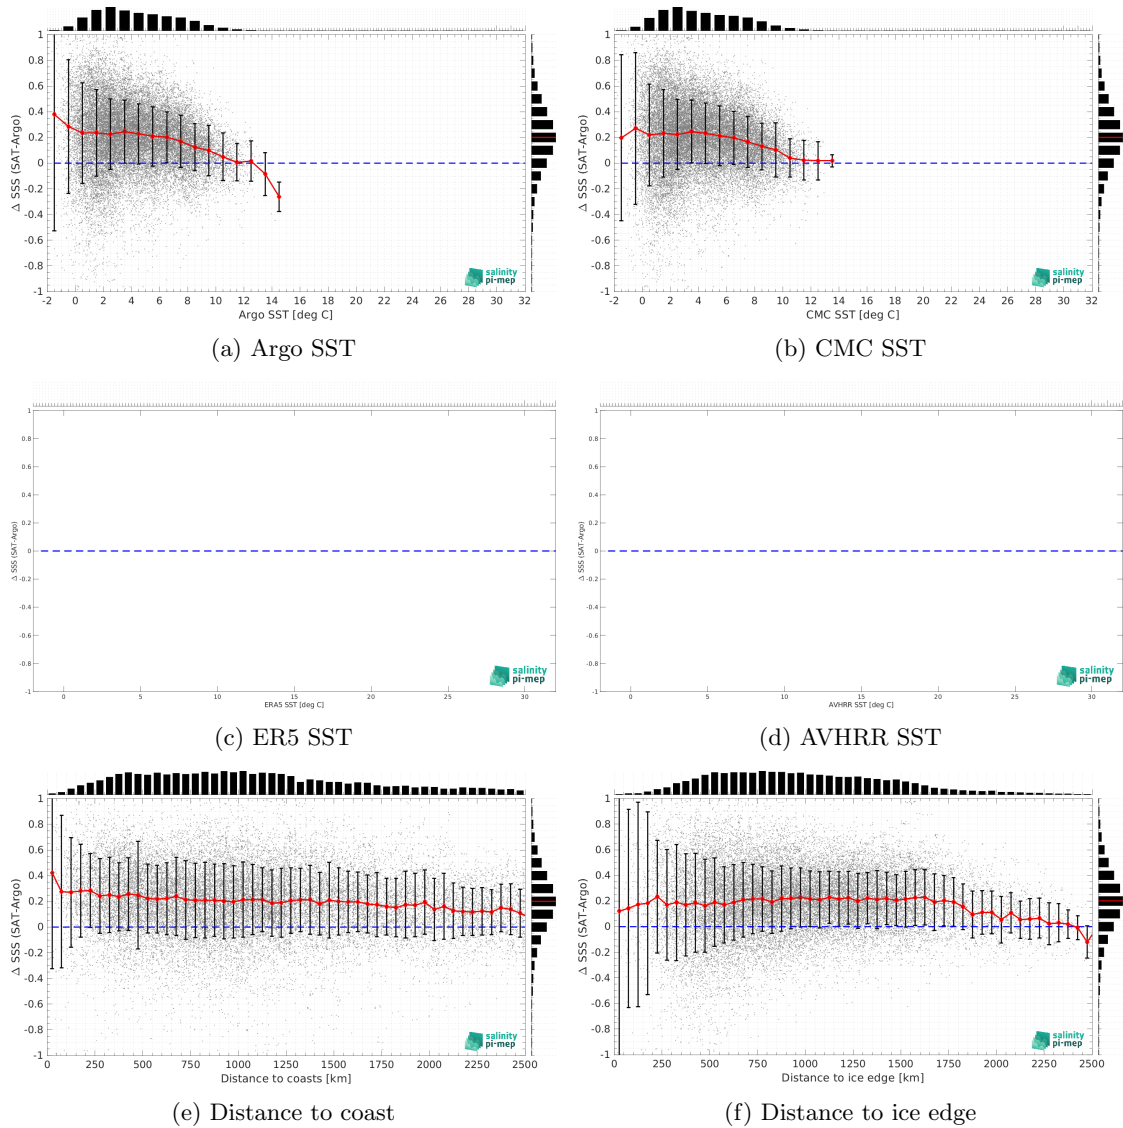 1
0.8
0.6
0.4
0.2
0
-0.2
-0.4
-0.6
-0.8
-1
Δ SSS (SAT-Argo)
-2 0 2 4 6 8 10 12 14 16 18 20 22 24 26 28 30 32
Argo SST [deg C]
salinity
pi-mep
(a) Argo SST
1
0.8
0.6
0.4
0.2
0
-0.2
-0.4
-0.6
-0.8
-1
Δ SSS (SAT-Argo)
-2 0 2 4 6 8 10 12 14 16 18 20 22 24 26 28 30 32
CMC SST [deg C]
salinity
pi-mep
(b) CMC SST
1
0.8
0.6
0.4
0.2
0
-0.2
-0.4
-0.6
-0.8
-1
Δ SSS (SAT-Argo)
0 5 10 15 20 25 30
ERA5 SST [deg C]
salinity
pi-mep
(c) ER5 SST
1
0.8
0.6
0.4
0.2
0
-0.2
-0.4
-0.6
-0.8
-1
Δ SSS (SAT-Argo)
0 5 10 15 20 25 30
AVHRR SST [deg C]
salinity
pi-mep
(d) AVHRR SST
1
0.8
0.6
0.4
0.2
0
-0.2
-0.4
-0.6
-0.8
-1
Δ SSS (SAT-Argo)
0 250 500 750 1000 1250 1500 1750 2000 2250 2500
Distance to coasts [km]
salinity
pi-mep
(e) Distance to coast
1
0.8
0.6
0.4
0.2
0
-0.2
-0.4
-0.6
-0.8
-1
Δ SSS (SAT-Argo)
0 250 500 750 1000 1250 1500 1750 2000 2250 2500
Distance to ice edge [km]
salinity
pi-mep
(f) Distance to ice edge